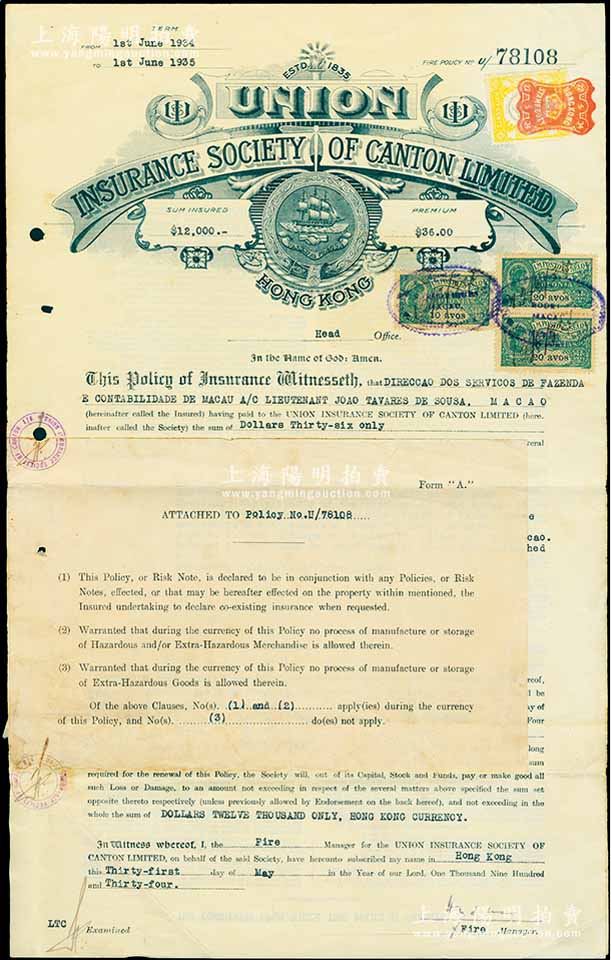 上海陽明拍賣
www.yangmingauction.com
TERM
FROM 1st June 1934
TO 1st June 1935
FIRE POLICY No U/78108
ESTD 1835
UNION
INSURANCE SOCIETY OF CANTON LIMITED.
SUM INSURED
$12,000.-
PREMIUM
$36.00
HONG KONG
HONG KONG
STAMP DUTY
10 AVOS
20 AVOS
20 AVOS
MACAU
Head Office.
In the Name of God: Amen.
This Policy of Insurance Witnesseth, that DIRECCAO DOS SERVICOS DE FAZENDA
E CONTABILIDADE DE MACAU A/C LIEUTENANT JOAO TAVARES DE SOUSA. MACAO
(hereinafter called the Insured) having paid to the UNION INSURANCE SOCIETY OF CANTON LIMITED (here-
inafter called the Society) the sum of Dollars Thirty-six only
上海陽明拍賣
www.yangmingauction.com
Form "A."
ATTACHED TO Policy No.U/78108
(1) This Policy, or Risk Note, is declared to be in conjunction with any Policies, or Risk
Notes, effected, or that may be hereafter effected on the property within mentioned, the
Insured undertaking to declare co-existing insurance when requested.
(2) Warranted that during the currency of this Policy no process of manufacture or storage
of Hazardous and/or Extra-Hazardous Merchandise is allowed therein.
(3) Warranted that during the currency of this Policy no process of manufacture or storage
of Extra-Hazardous Goods is allowed therein.
Of the above Clauses, No(s). (1) and (2) apply(ies) during the currency
of this Policy, and No(s). (3) do(es) not apply.
required for the renewal of this Policy, the Society will, out of its Capital, Stock and Funds, pay or make good all
such Loss or Damage, to an amount not exceeding in respect of the several matters above specified the sum set
opposite thereto respectively (unless previously allowed by Endorsement on the back hereof), and not exceeding in the
whole the sum of DOLLARS TWELVE THOUSAND ONLY, HONG KONG CURRENCY.
In Witness whereof, I, the Fire Manager for the UNION INSURANCE SOCIETY OF
CANTON LIMITED, on behalf of the said Society, have hereunto subscribed my name in Hong Kong
this Thirty-first day of May in the Year of our Lord, One Thousand Nine Hundred
and Thirty-four.
LTC
Examined
Fire Manager.
上海陽明拍賣
www.yangmingauction.com